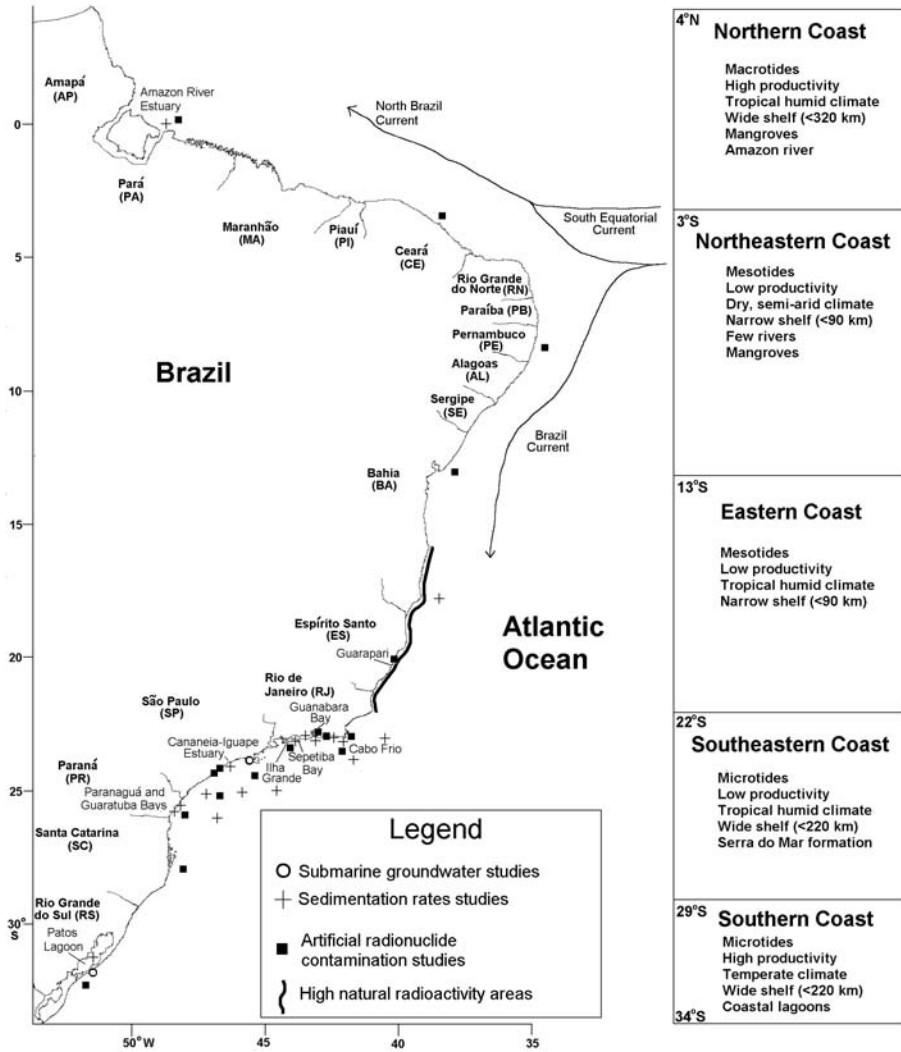 Amapá
(AP)
Amazon River
Estuary
0
Pará
(PA)
Maranhão
(MA)
Piauí
(PI)
Ceará
(CE)
North Brazil
Current
South Equatorial
Current
5
Rio Grande
do Norte (RN)
Paraíba (PB)
Pernambuco
(PE)
Alagoas
(AL)
Sergipe
(SE)
Brazil
10
Brazil
Current
Bahia
(BA)
15
Espírito Santo
(ES)
Guarapari
Atlantic
Ocean
20
Rio de
Janeiro (RJ)
Guanabara
Bay
São Paulo
(SP)
Cananeia-Iguape
Estuary
Ilha
Grande
Sepetiba
Bay
Cabo Frio
Paraná
(PR)
25
Paranaguá and
Guaratuba Bays
Santa Catarina
(SC)
Rio Grande
do Sul (RS)
30
S
Patos
Lagoon
50°W
45
40
35
Legend
Submarine groundwater studies
Sedimentation rates studies
Artificial radionuclide
contamination studies
High natural radioactivity areas
4°N
Northern Coast
Macrotides
High productivity
Tropical humid climate
Wide shelf (<320 km)
Mangroves
Amazon river
3°S
Northeastern Coast
Mesotides
Low productivity
Dry, semi-arid climate
Narrow shelf (<90 km)
Few rivers
Mangroves
13°S
Eastern Coast
Mesotides
Low productivity
Tropical humid climate
Narrow shelf (<90 km)
22°S
Southeastern Coast
Microtides
Low productivity
Tropical humid climate
Wide shelf (<220 km)
Serra do Mar formation
29°S
Southern Coast
Microtides
High productivity
Temperate climate
Wide shelf (<220 km)
Coastal lagoons
34°S